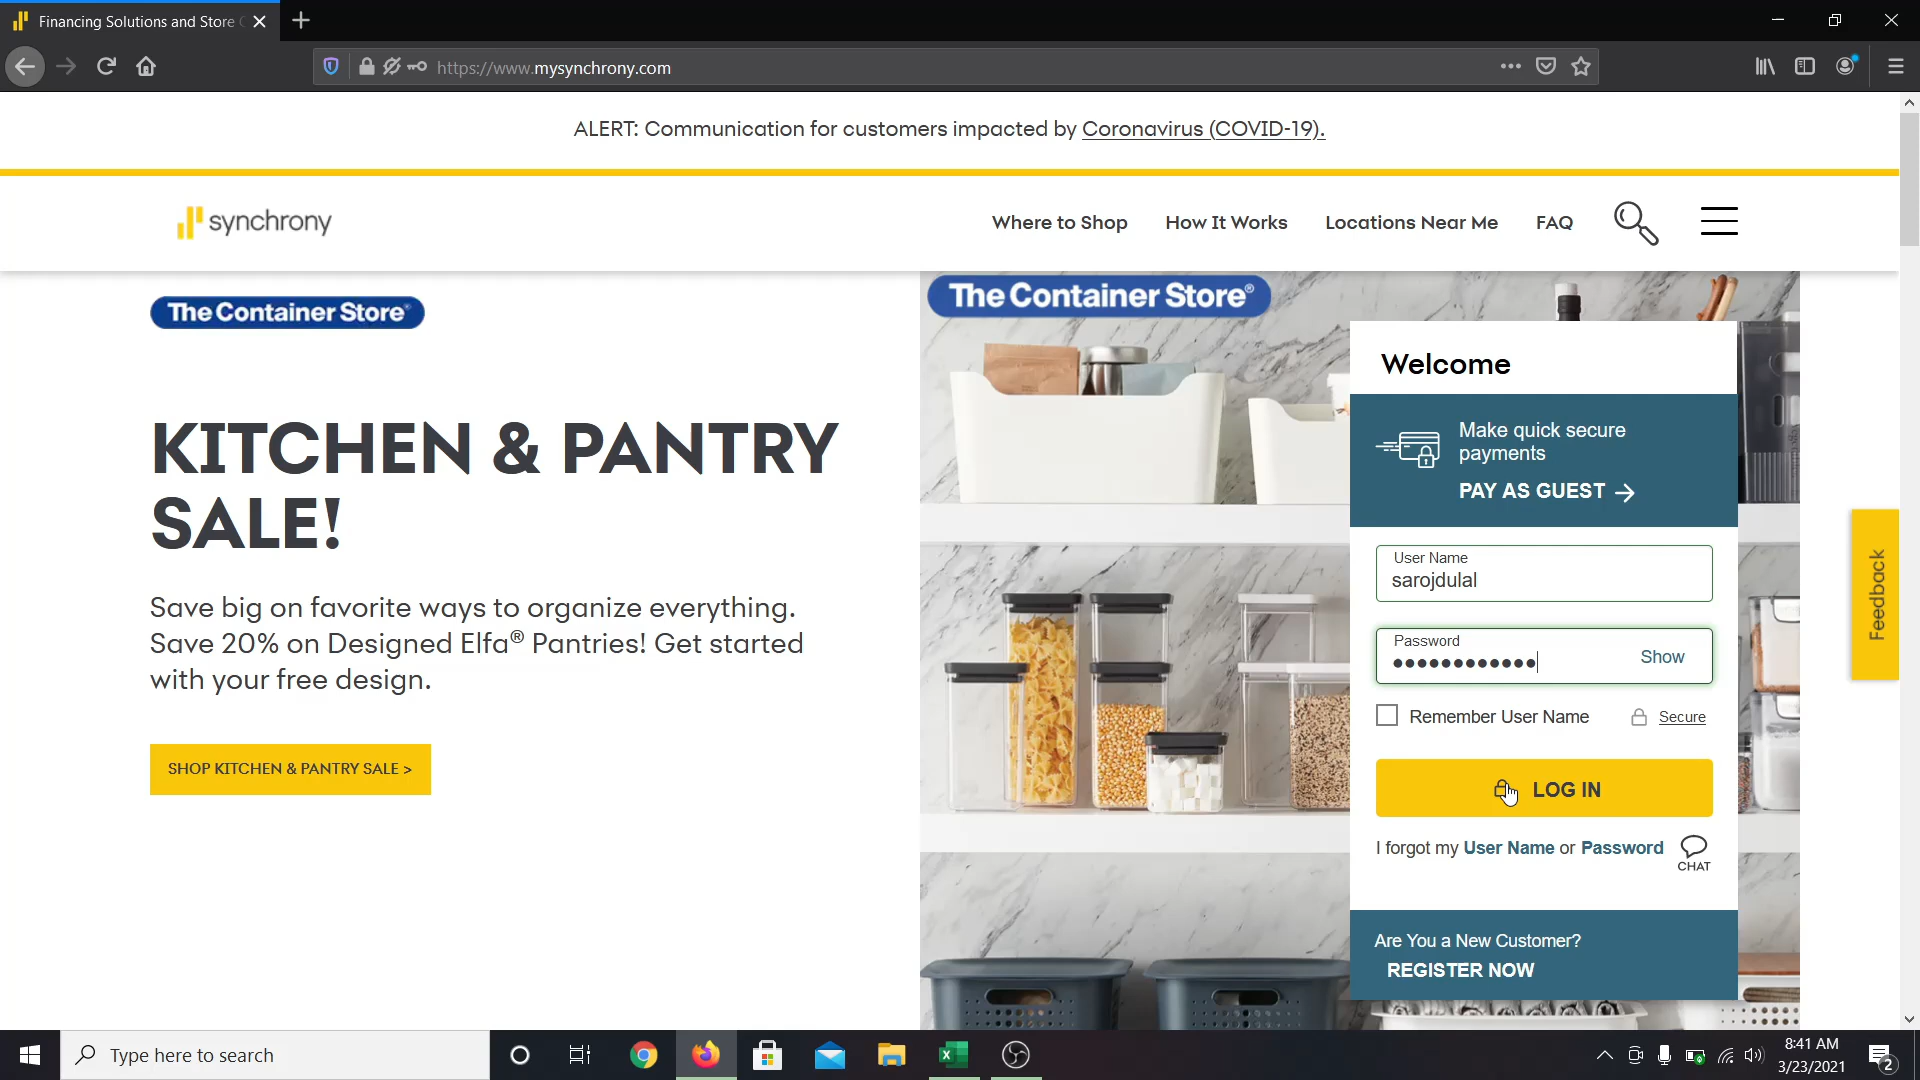 Financing Solutions and Store C
https://www.mysynchrony.com
ALERT: Communication for customers impacted by Coronavirus (COVID-19).
synchrony
Where to Shop
How It Works
Locations Near Me
FAQ
The Container Store®
The Container Store®
KITCHEN & PANTRY
SALE!
Save big on favorite ways to organize everything.
Save 20% on Designed Elfa® Pantries! Get started
with your free design.
SHOP KITCHEN & PANTRY SALE >
Welcome
Make quick secure
payments
PAY AS GUEST
User Name
sarojdulal
Password
Show
Remember User Name
Secure
LOG IN
I forgot my User Name or Password
CHAT
Are You a New Customer?
REGISTER NOW
Feedback
Type here to search
8:41 AM
3/23/2021
2